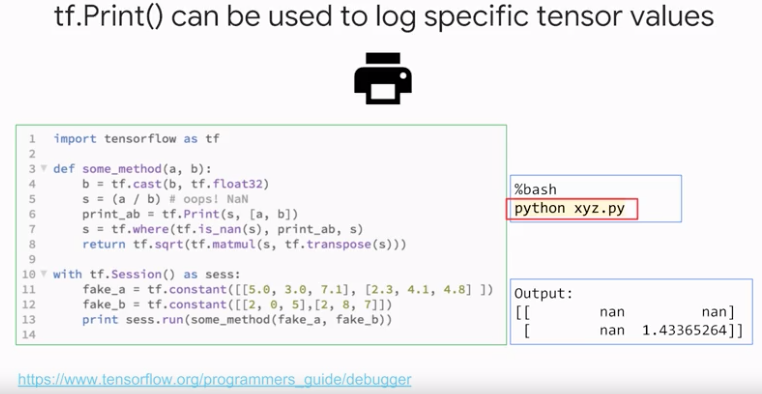 tf.Print() can be used to log specific tensor values
1 import tensorflow as tf
2
3 def some_method(a, b):
4 b = tf.cast(b, tf.float32)
5 s = (a / b) # oops! NaN
6 print_ab = tf.Print(s, [a, b])
7 s = tf.where(tf.is_nan(s), print_ab, s)
8 return tf.sqrt(tf.matmul(s, tf.transpose(s)))
9
10 with tf.Session() as sess:
11 fake_a = tf.constant([[5.0, 3.0, 7.1], [2.3, 4.1, 4.8] ])
12 fake_b = tf.constant([[2, 0, 5],[2, 8, 7]])
13 print sess.run(some_method(fake_a, fake_b))
14
%bash
python xyz.py
Output:
[[ nan nan]
[ nan 1.43365264]]
https://www.tensorflow.org/programmers_guide/debugger